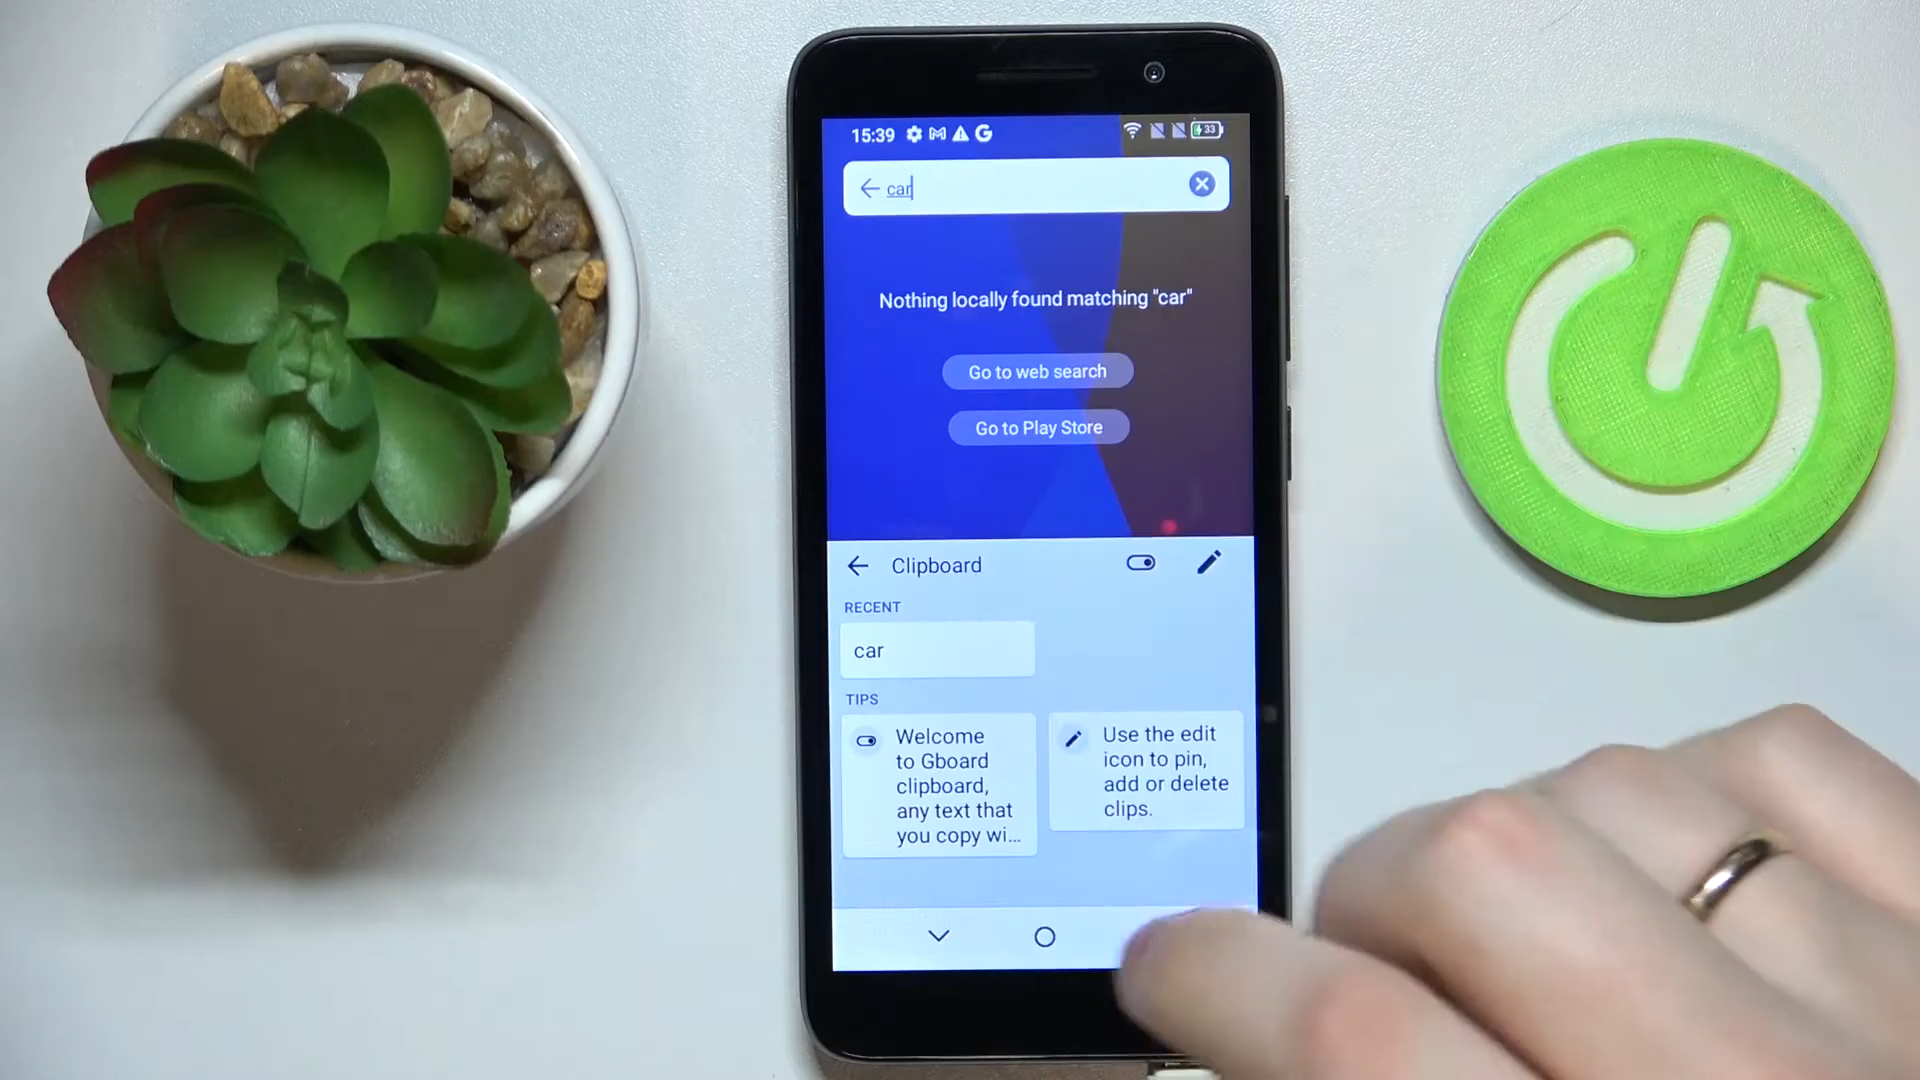 15:39
33
car
Nothing locally found matching "car"
Go to web search
Go to Play Store
Clipboard
RECENT
car
TIPS
Welcome
to Gboard
clipboard,
any text that
you copy wi...
Use the edit
icon to pin,
add or delete
clips.